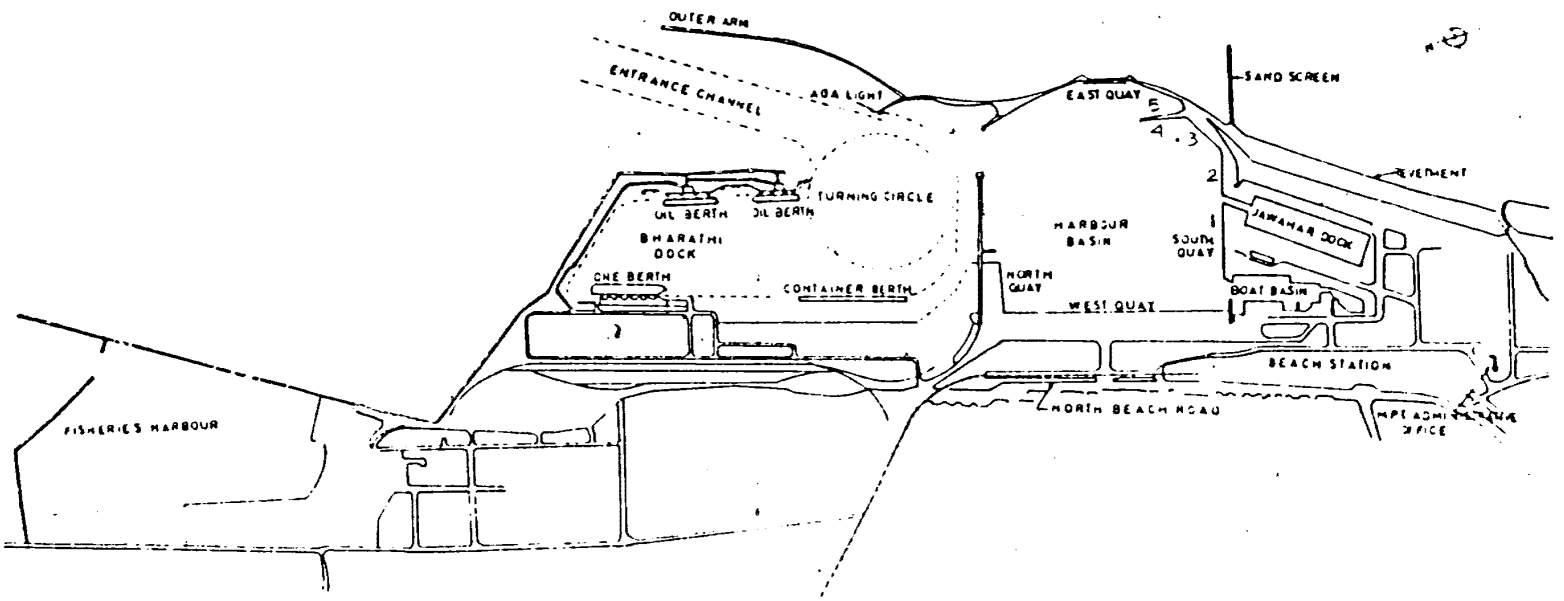 OUTER ARM
N
ENTRANCE CHANNEL
SAND SCREEN
EAST QUAY
5
4
3
2
1
TURNING CIRCLE
OIL BERTH
OIL BERTH
BHARATHI
DOCK
HARBOUR
BASIN
SOUTH
QUAY
JAWAHAR DOCK
NORTH
QUAY
CONTAINER BERTH
BOAT BASIN
WEST QUAY
BEACH STATION
NORTH BEACH ROAD
FISHERIES HARBOUR